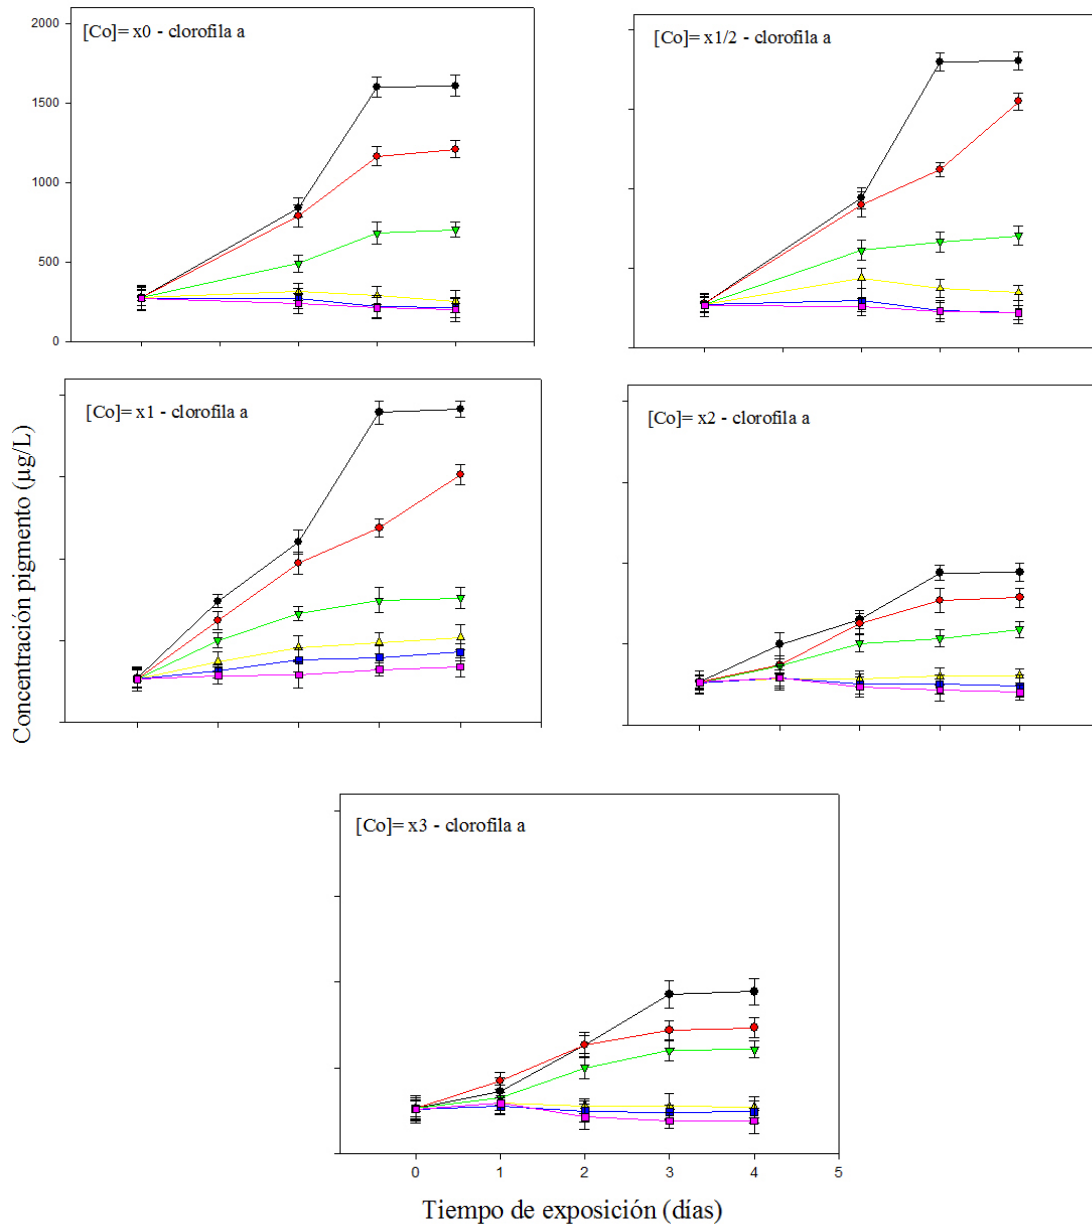 [Co]= x0 - clorofila a
[Co]= x1/2 - clorofila a
2000
1500
1000
500
0
[Co]= x1 - clorofila a
[Co]= x2 - clorofila a
Concentración pigmento (µg/L)
[Co]= x3 - clorofila a
0 1 2 3 4 5
Tiempo de exposición (días)